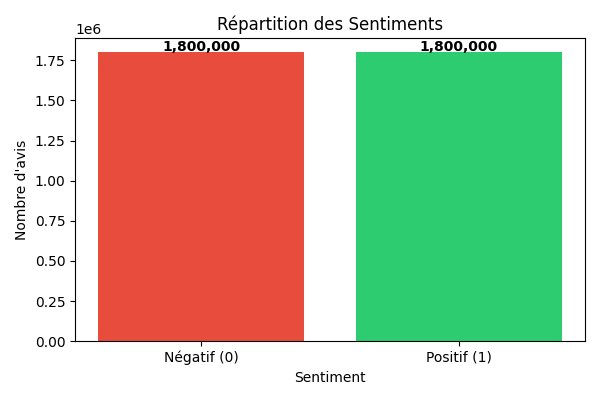 Répartition des Sentiments
1e6
1,800,000 1,800,000
1.75
1.50
1.25
1.00
0.75
0.50
0.25
0.00
Nombre d'avis
Négatif (0) Positif (1)
Sentiment